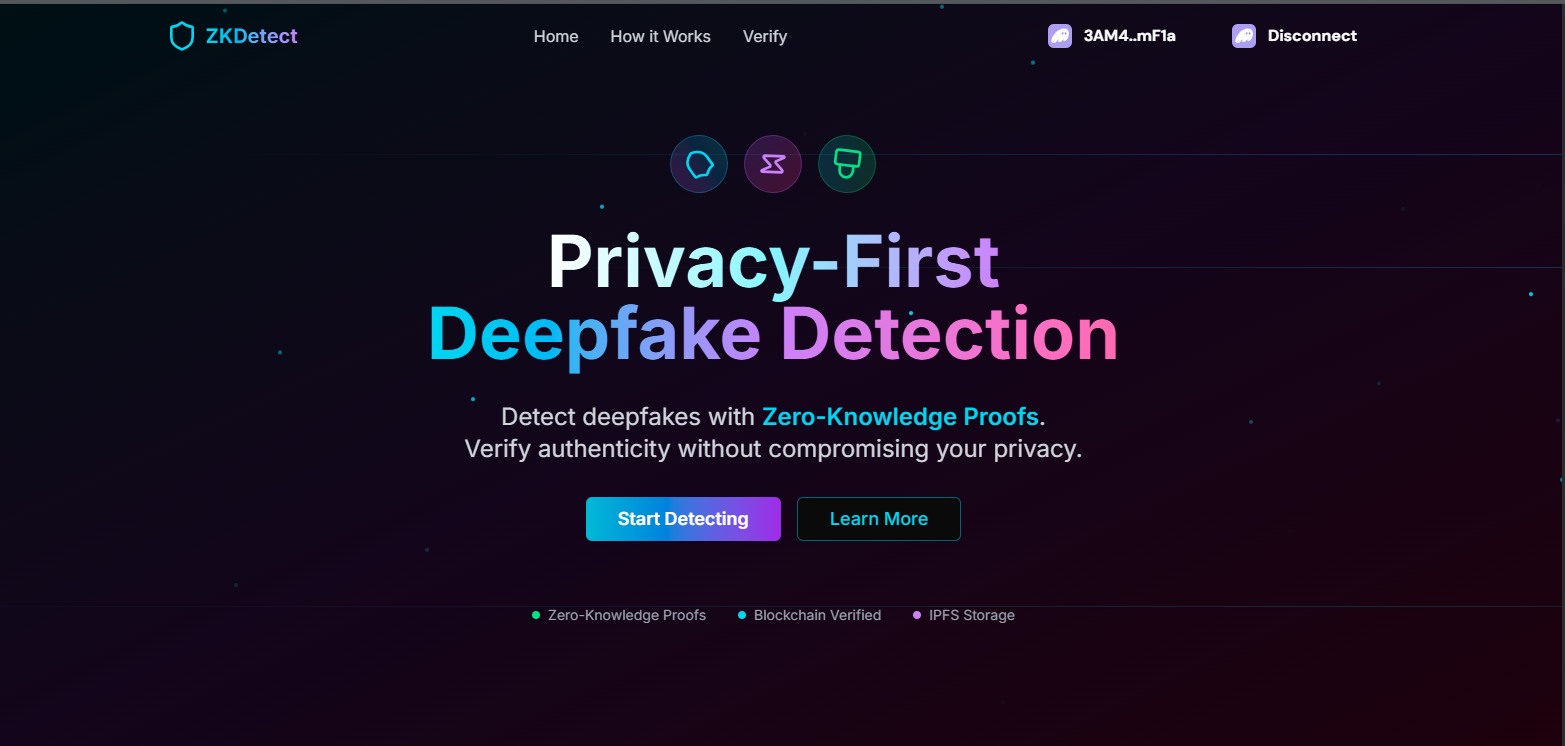 ZKDetect
Home
How it Works
Verify
3AM4..mF1a
Disconnect
Privacy-First
Deepfake Detection
Detect deepfakes with Zero-Knowledge Proofs.
Verify authenticity without compromising your privacy.
Start Detecting
Learn More
Zero-Knowledge Proofs
Blockchain Verified
IPFS Storage